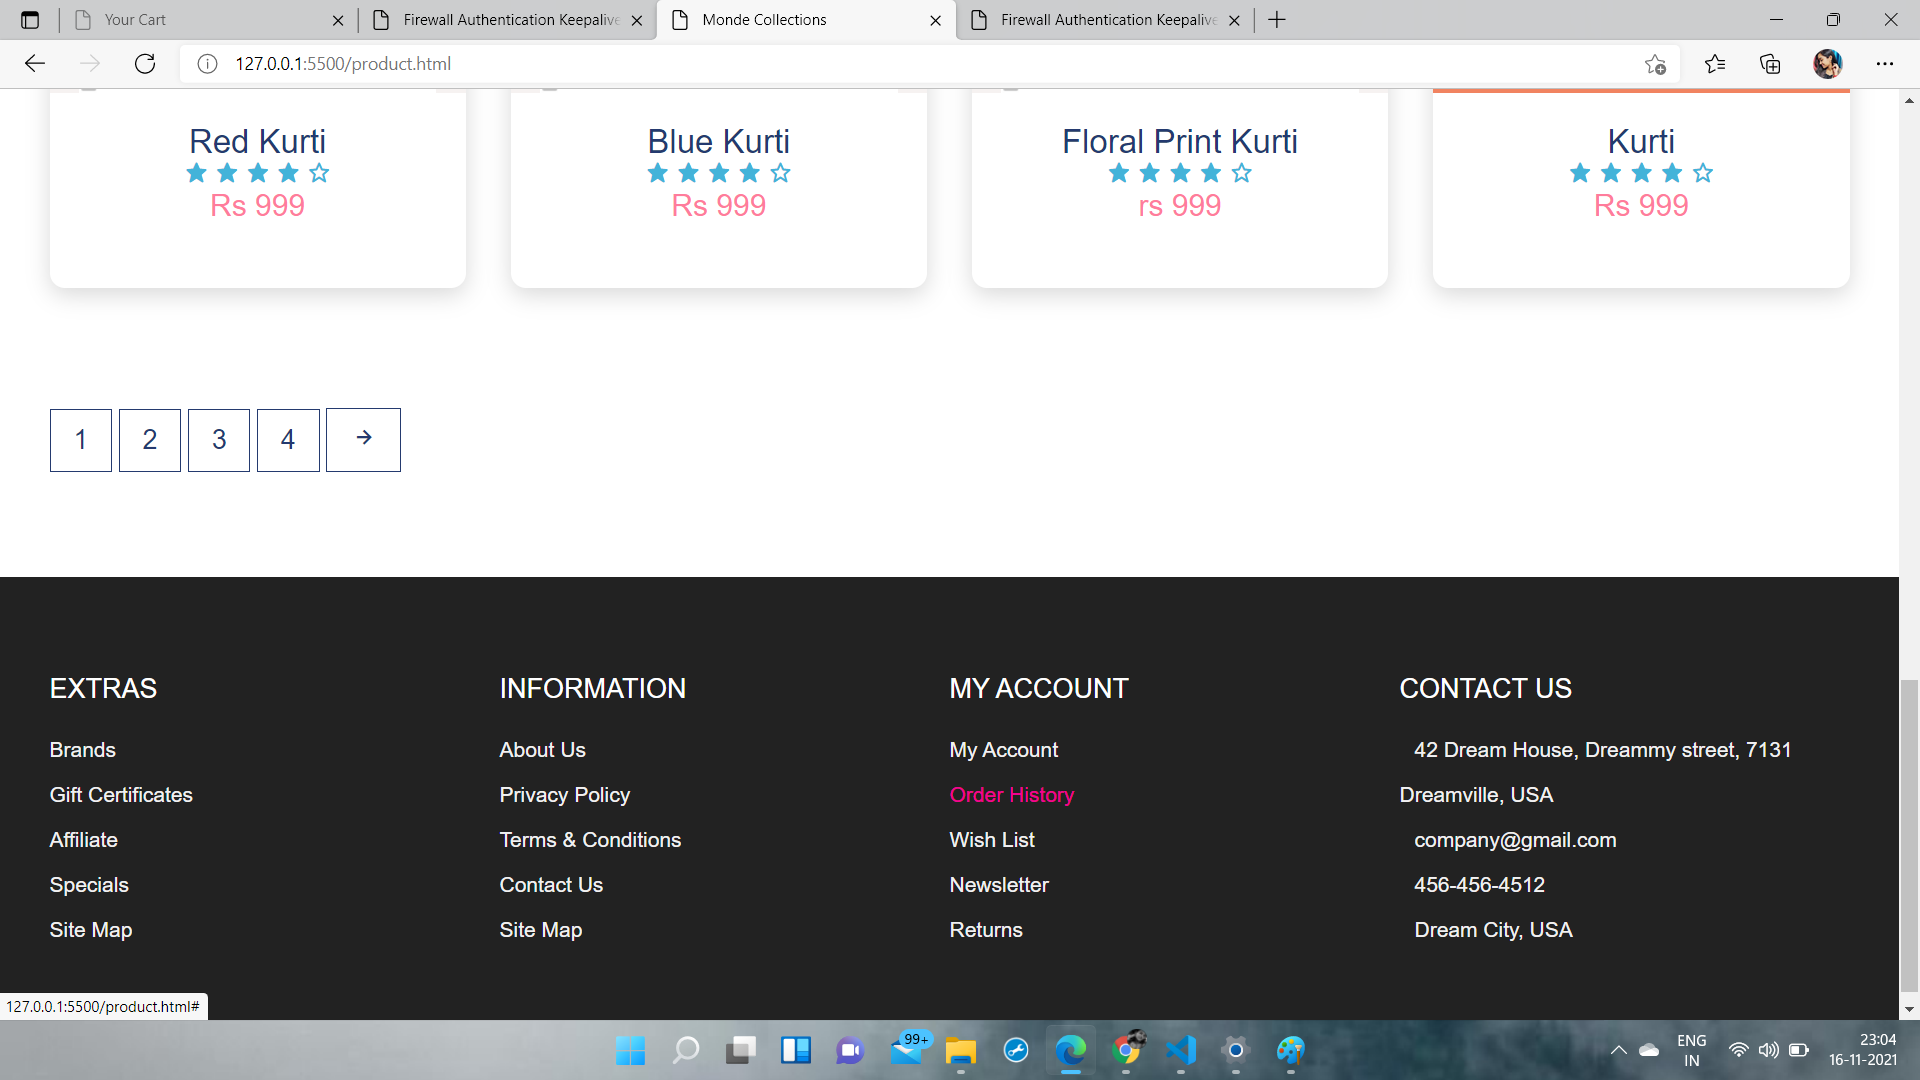 Your Cart
Firewall Authentication Keepalive
Monde Collections
Firewall Authentication Keepalive
127.0.0.1:5500/product.html
Red Kurti
Rs 999
Blue Kurti
Rs 999
Floral Print Kurti
rs 999
Kurti
Rs 999
1 2 3 4
EXTRAS
Brands
Gift Certificates
Affiliate
Specials
Site Map
INFORMATION
About Us
Privacy Policy
Terms & Conditions
Contact Us
Site Map
MY ACCOUNT
My Account
Order History
Wish List
Newsletter
Returns
CONTACT US
42 Dream House, Dreammy street, 7131
Dreamville, USA
company@gmail.com
456-456-4512
Dream City, USA
127.0.0.1:5500/product.html#
99+
ENG
IN
23:04
16-11-2021